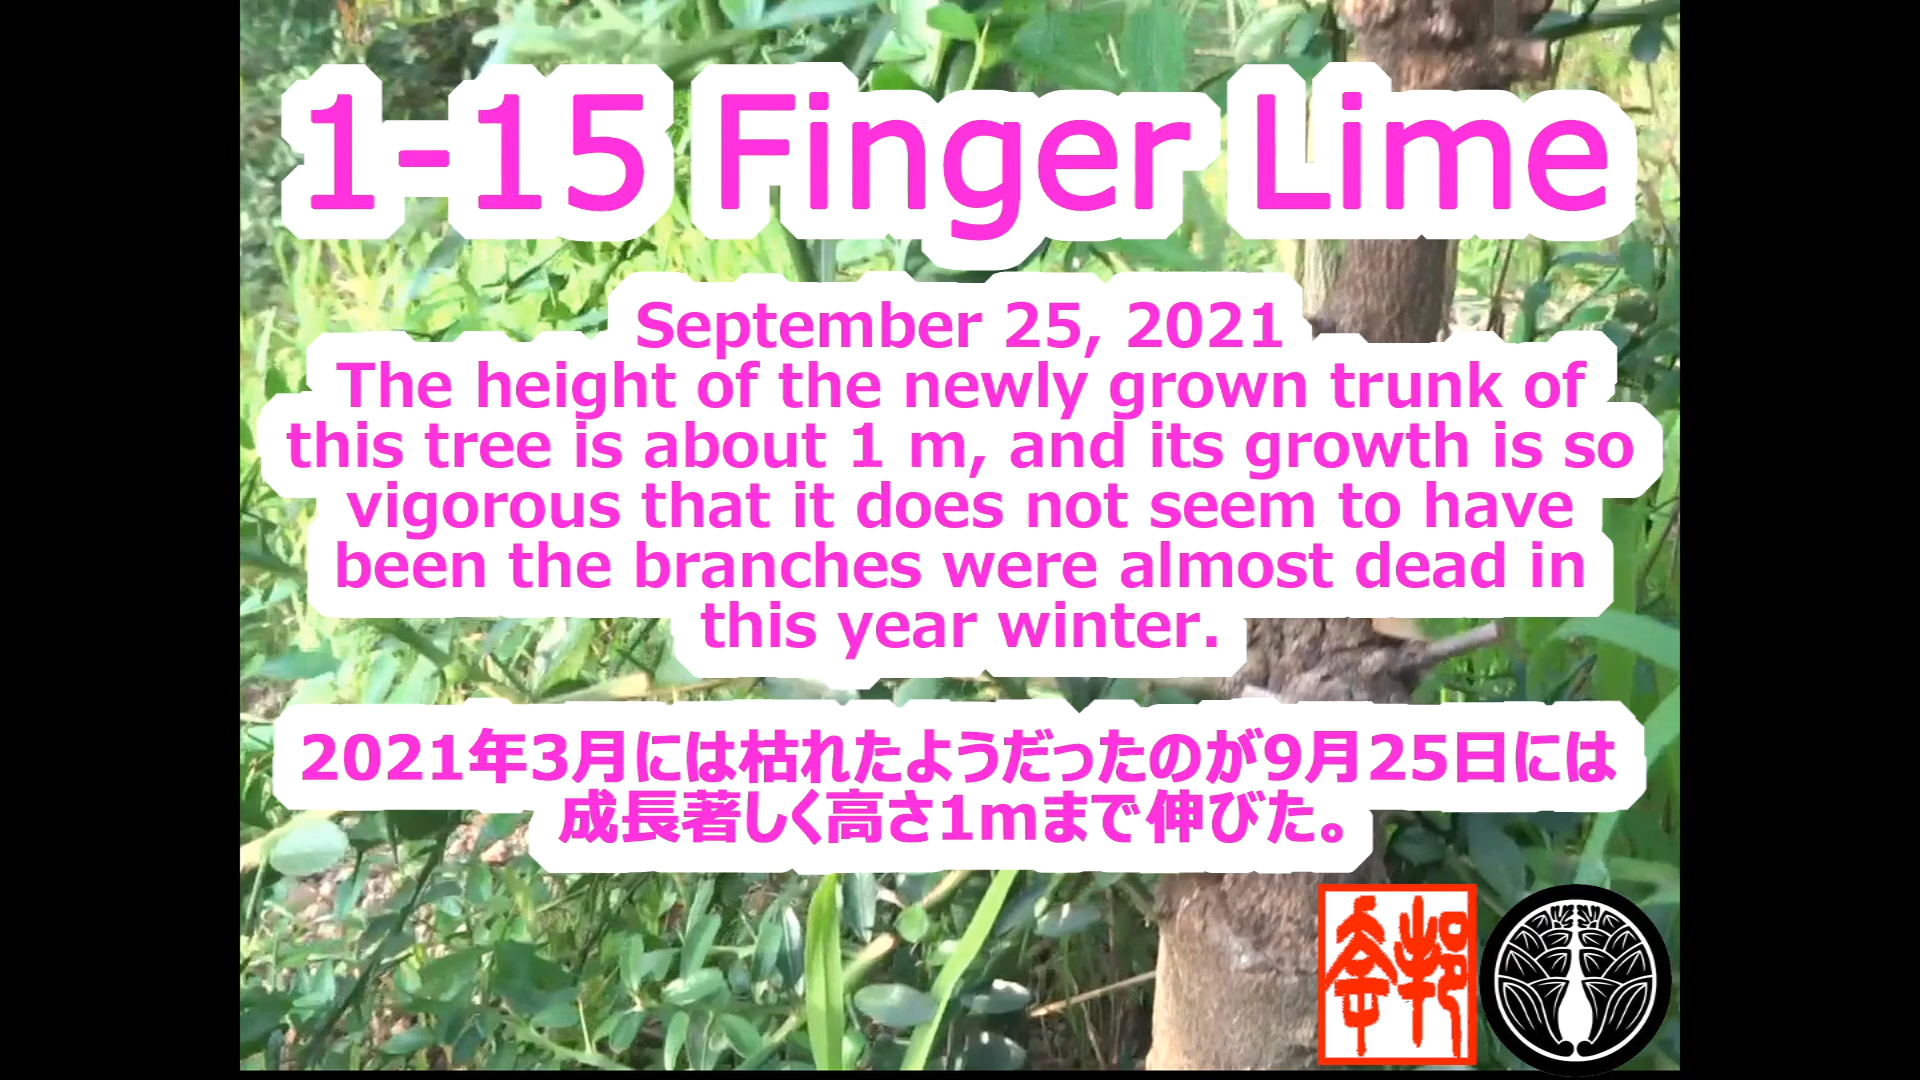 1-15 Finger Lime
September 25, 2021
The height of the newly grown trunk of
this tree is about 1 m, and its growth is so
vigorous that it does not seem to have
been the branches were almost dead in
this year winter.
2021年3月には枯れたようだったのが9月25日には
成長著しく高さ1mまで伸びた。